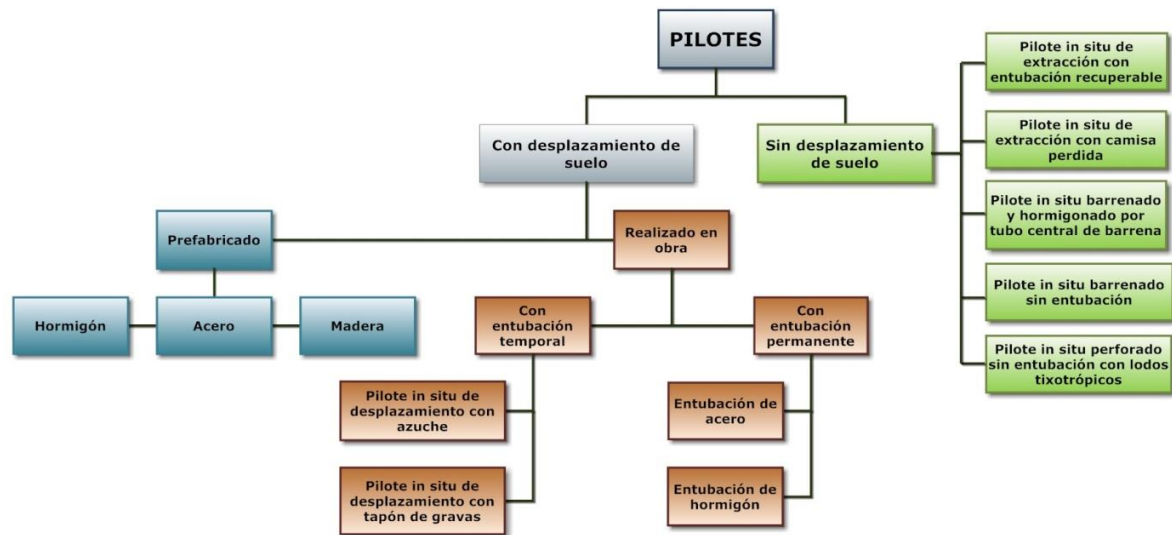 PILOTES
Con desplazamiento de
suelo
Sin desplazamiento
de suelo
Prefabricado
Realizado en
obra
Hormigón
Acero
Madera
Con
entubación
temporal
Con
entubación
permanente
Pilote in situ de
desplazamiento con
azuche
Pilote in situ de
desplazamiento con
tapón de gravas
Entubación de
acero
Entubación de
hormigón
Pilote in situ de
extracción con
entubación recuperable
Pilote in situ de
extracción con camisa
perdida
Pilote in situ barrenado
y hormigonado por
tubo central de barrena
Pilote in situ barrenado
sin entubación
Pilote in situ perforado
sin entubación con lodos
tixotrópicos